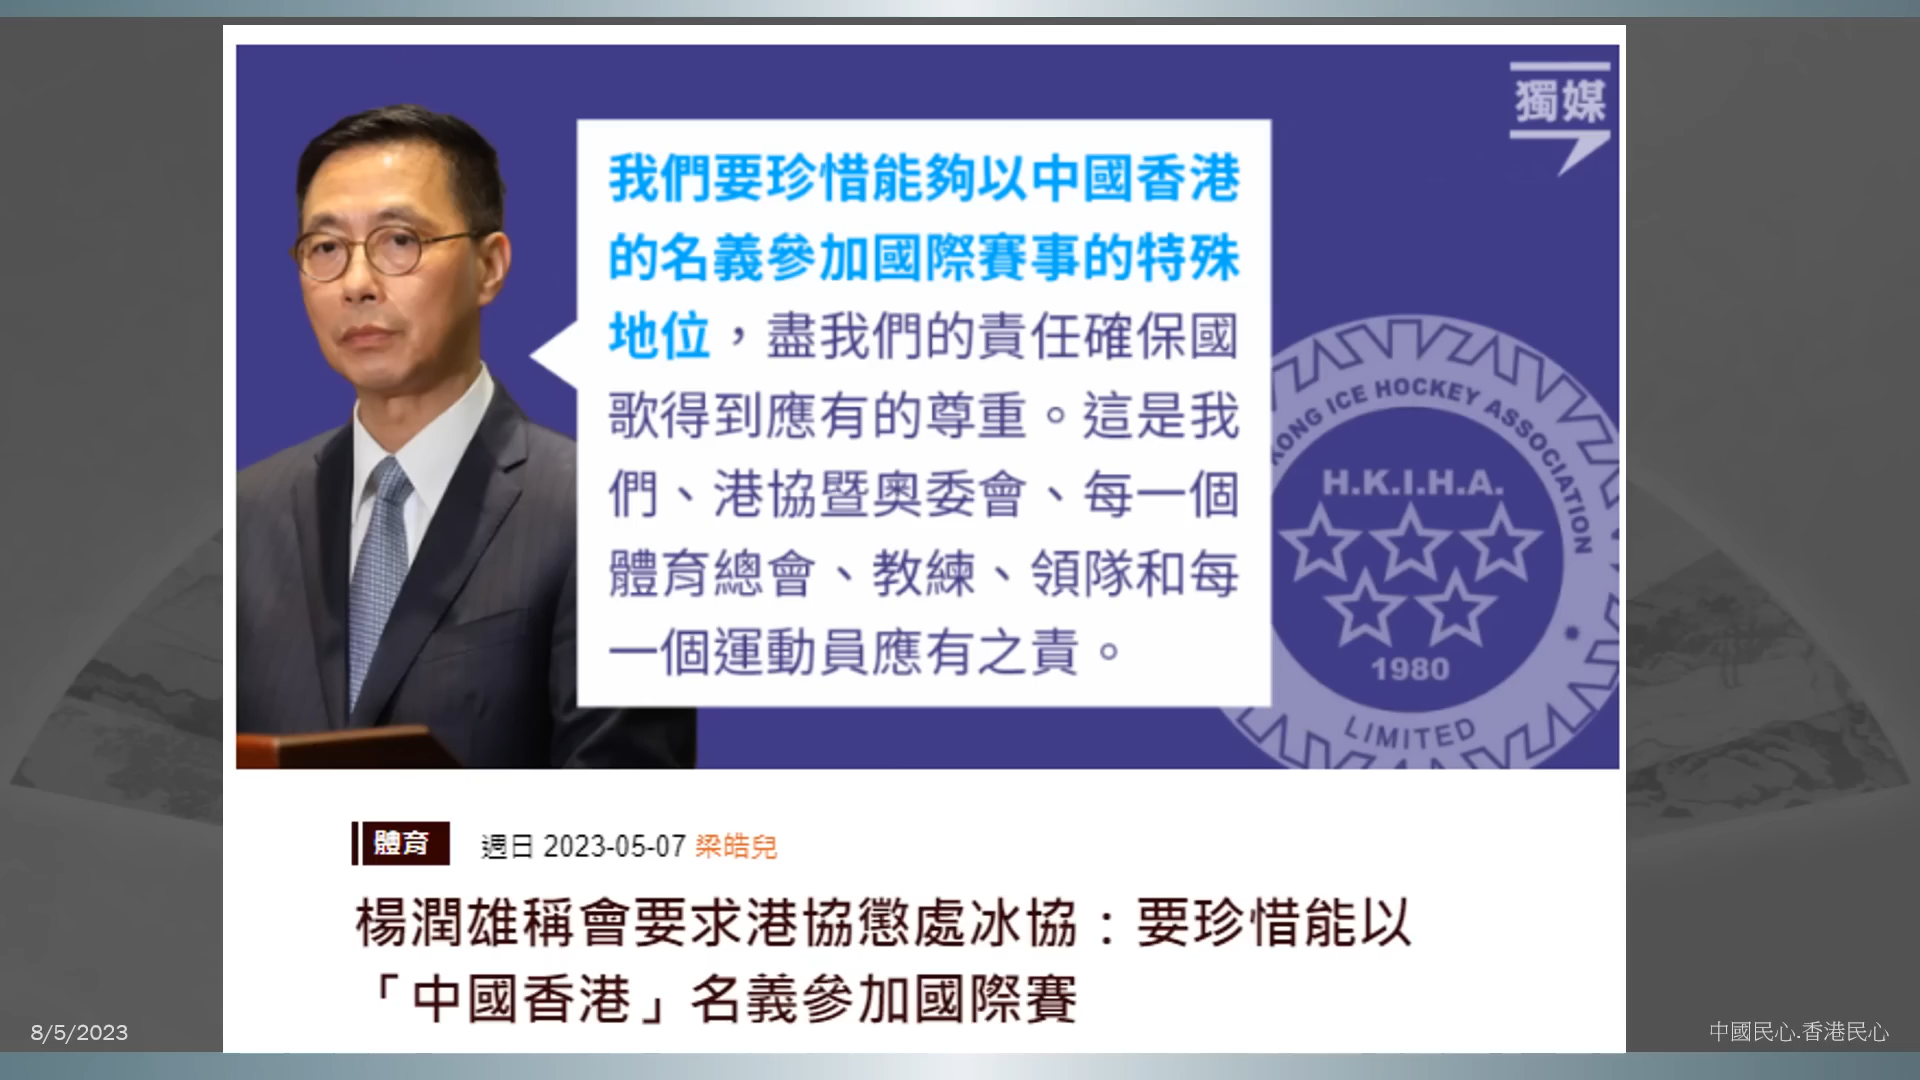 獨媒
我們要珍惜能夠以中國香港
的名義參加國際賽事的特殊
地位，盡我們的責任確保國
歌得到應有的尊重。這是我
們、港協暨奧委會、每一個
體育總會、教練、領隊和每
一個運動員應有之責。
KONG ICE HOCKEY ASSOCIATION
H.K.I.H.A.
1980
LIMITED
體育 週日 2023-05-07 梁皓兒
楊潤雄稱會要求港協懲處冰協：要珍惜能以
「中國香港」名義參加國際賽
8/5/2023
中國民心.香港民心